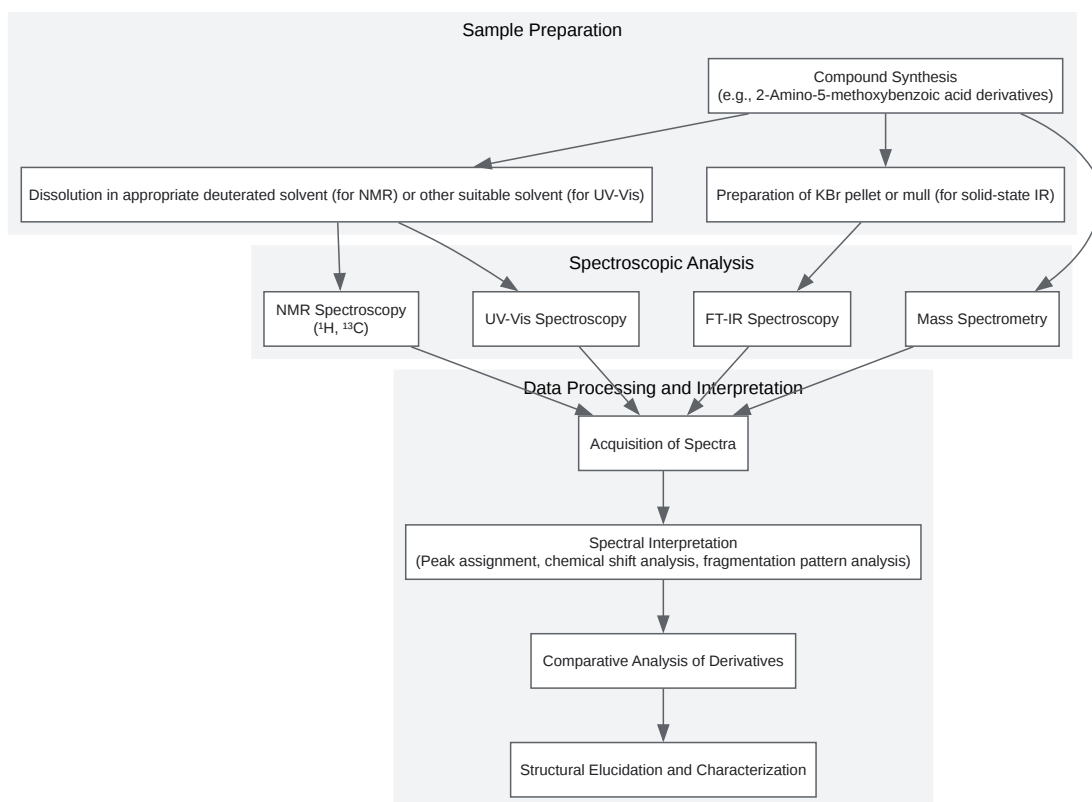 Sample Preparation
Compound Synthesis
(e.g., 2-Amino-5-methoxybenzoic acid derivatives)
Dissolution in appropriate deuterated solvent (for NMR) or other suitable solvent (for UV-Vis)
Preparation of KBr pellet or mull (for solid-state IR)
Spectroscopic Analysis
NMR Spectroscopy
(¹H, ¹³C)
UV-Vis Spectroscopy
FT-IR Spectroscopy
Mass Spectrometry
Data Processing and Interpretation
Acquisition of Spectra
Spectral Interpretation
(Peak assignment, chemical shift analysis, fragmentation pattern analysis)
Comparative Analysis of Derivatives
Structural Elucidation and Characterization